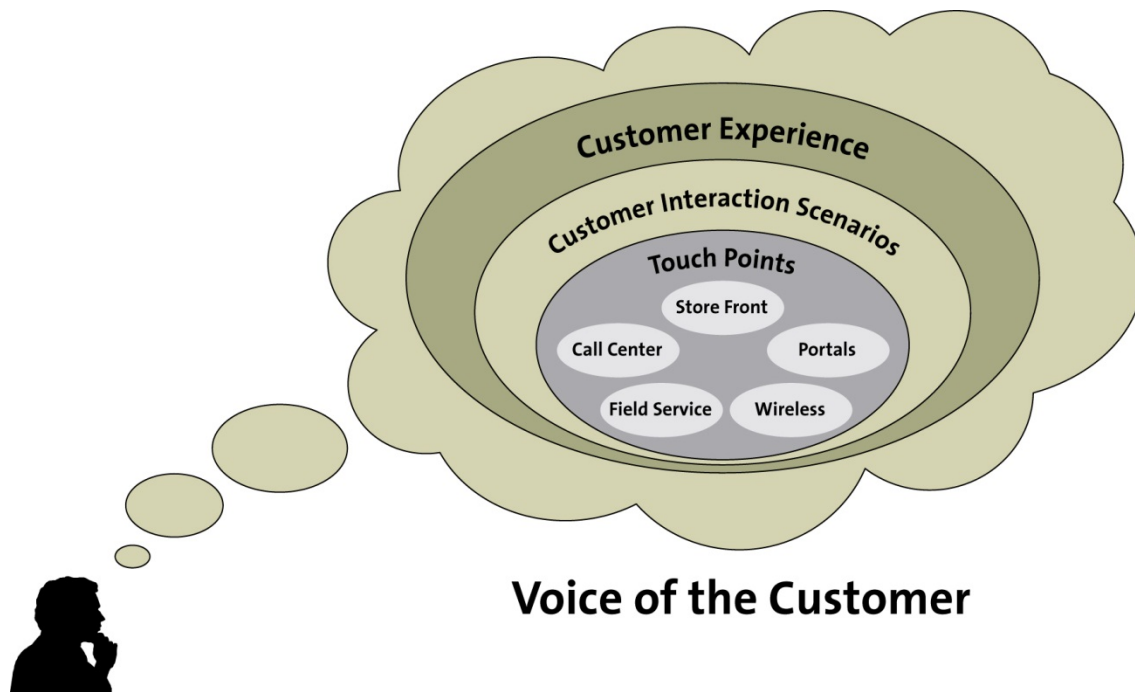 Customer Experience
Customer Interaction Scenarios
Touch Points
Store Front
Call Center
Portals
Field Service
Wireless
Voice of the Customer